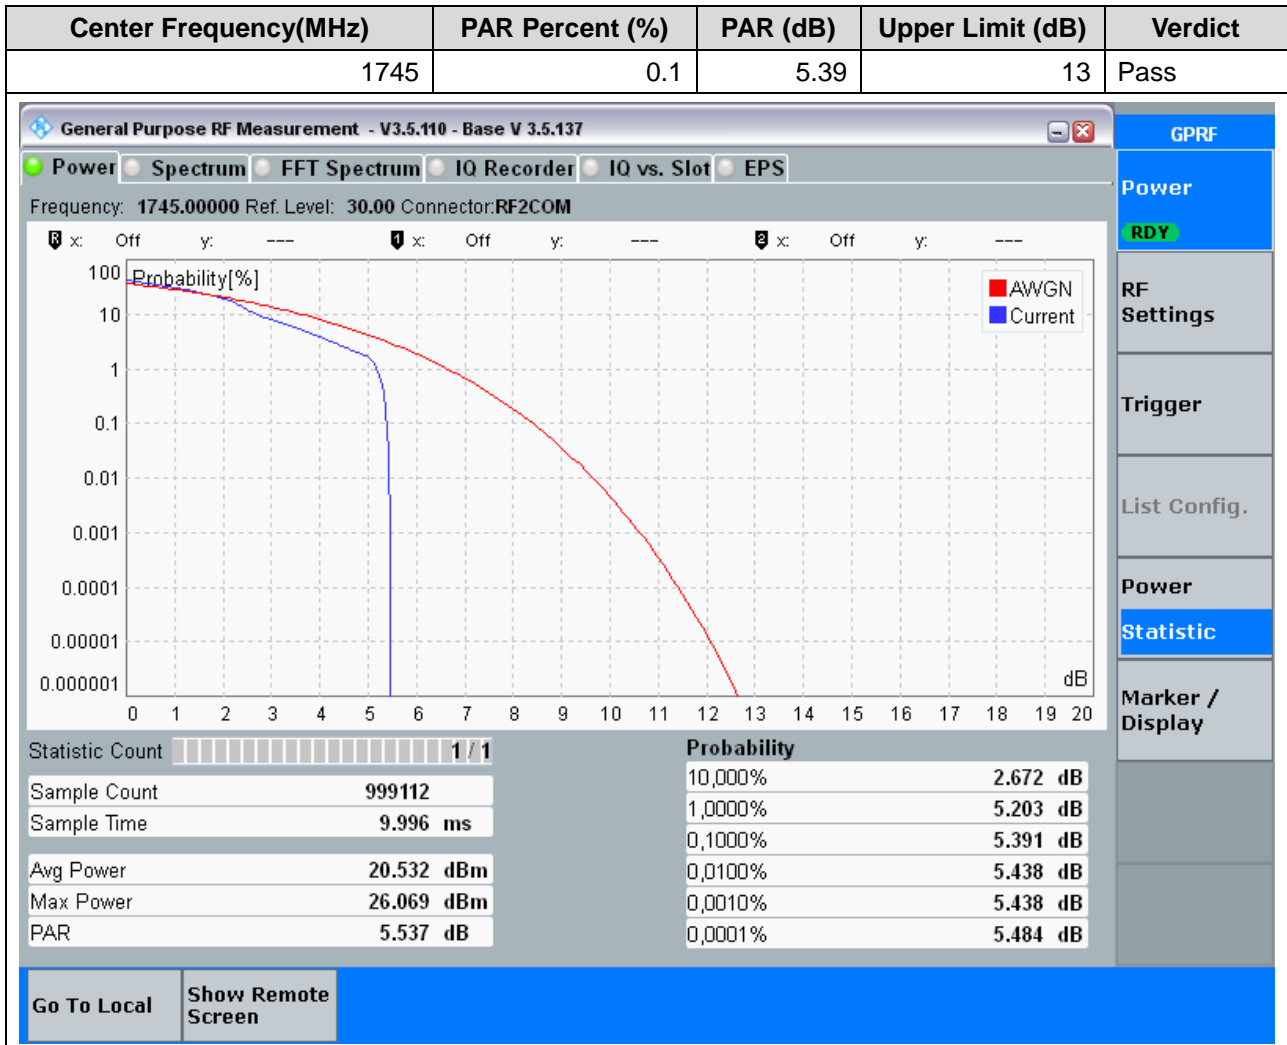 Center Frequency(MHz) PAR Percent (%) PAR (dB) Upper Limit (dB) Verdict
1745 0.1 5.39 13 Pass
General Purpose RF Measurement - V3.5.110 - Base V 3.5.137
GPRF
Power Spectrum FFT Spectrum IQ Recorder IQ vs. Slot EPS
Power
RDY
Frequency: 1745.00000 Ref. Level: 30.00 Connector:RF2COM
R x: Off y: --- 1 x: Off y: --- 2 x: Off y: ---
Probability[%]
AWGN
Current
100
10
1
0.1
0.01
0.001
0.0001
0.00001
0.000001
dB
0 1 2 3 4 5 6 7 8 9 10 11 12 13 14 15 16 17 18 19 20
RF
Settings
Trigger
List Config.
Power
Statistic
Marker /
Display
Statistic Count 1 / 1
Sample Count 999112
Sample Time 9.996 ms
Avg Power 20.532 dBm
Max Power 26.069 dBm
PAR 5.537 dB
Probability
10,000% 2.672 dB
1,0000% 5.203 dB
0,1000% 5.391 dB
0,0100% 5.438 dB
0,0010% 5.438 dB
0,0001% 5.484 dB
Go To Local
Show Remote
Screen